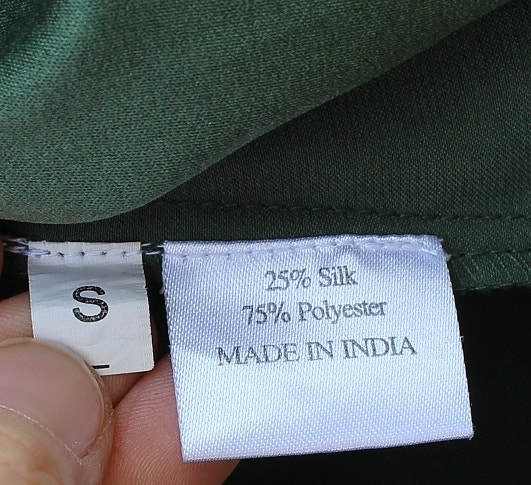 S
25% Silk
75% Polyester
MADE IN INDIA